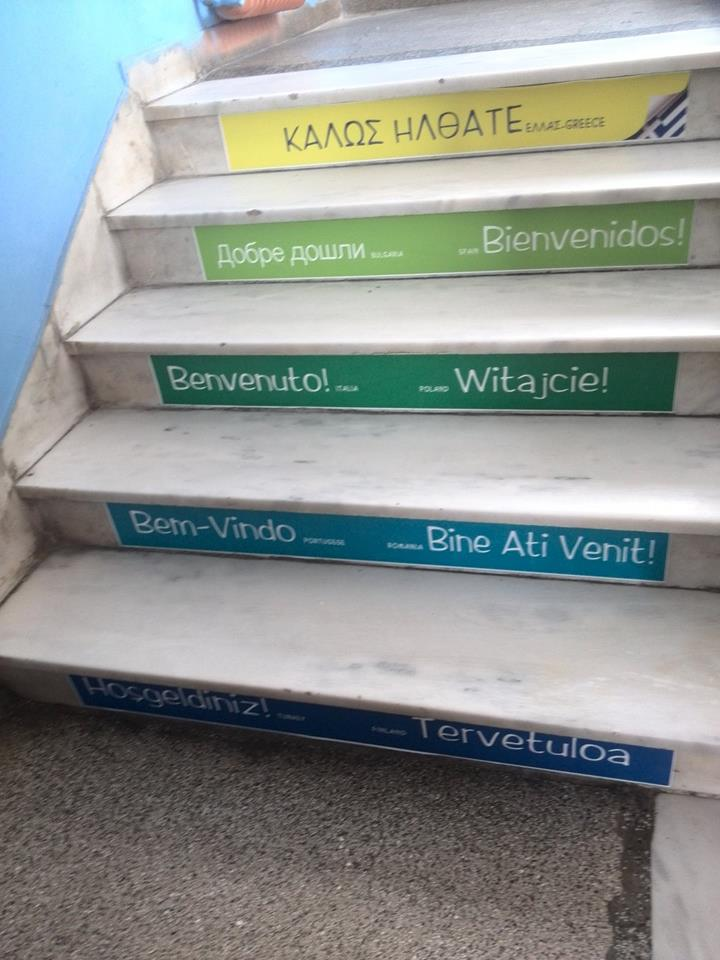 ΚΑΛΩΣ ΗΛΘΑΤΕ ΕΛΛΑΣ-GREECE
Добре дошли BULGARIA SPAIN Bienvenidos!
Benvenuto! ITALIA POLAND Witajcie!
Bem-Vindo PORTUGESE ROMANIA Bine Ati Venit!
Hoşgeldiniz! TURKEY FINLAND Tervetuloa